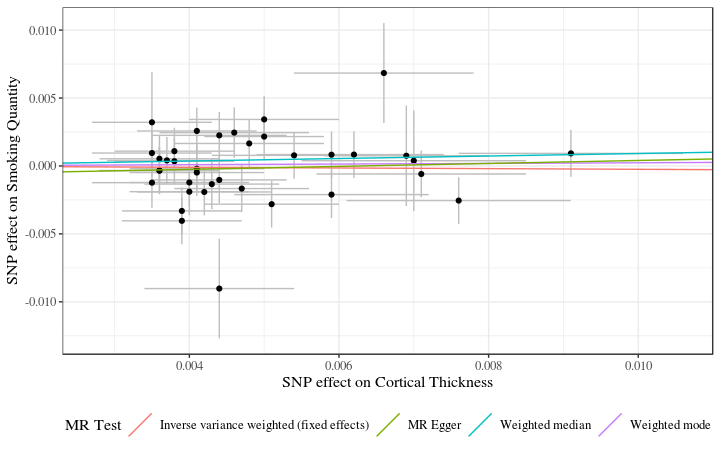 0.010
0.005
0.000
-0.005
-0.010
SNP effect on Smoking Quantity
0.004 0.006 0.008 0.010
SNP effect on Cortical Thickness
MR Test Inverse variance weighted (fixed effects) MR Egger Weighted median Weighted mode